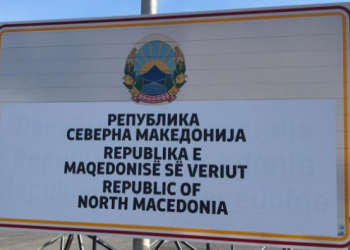 РЕПУБЛИКА
СЕВЕРНА МАКЕДОНИЈА
REPUBLIKA E
MAQEDONISË SË VERIUT
REPUBLIC OF
NORTH MACEDONIA